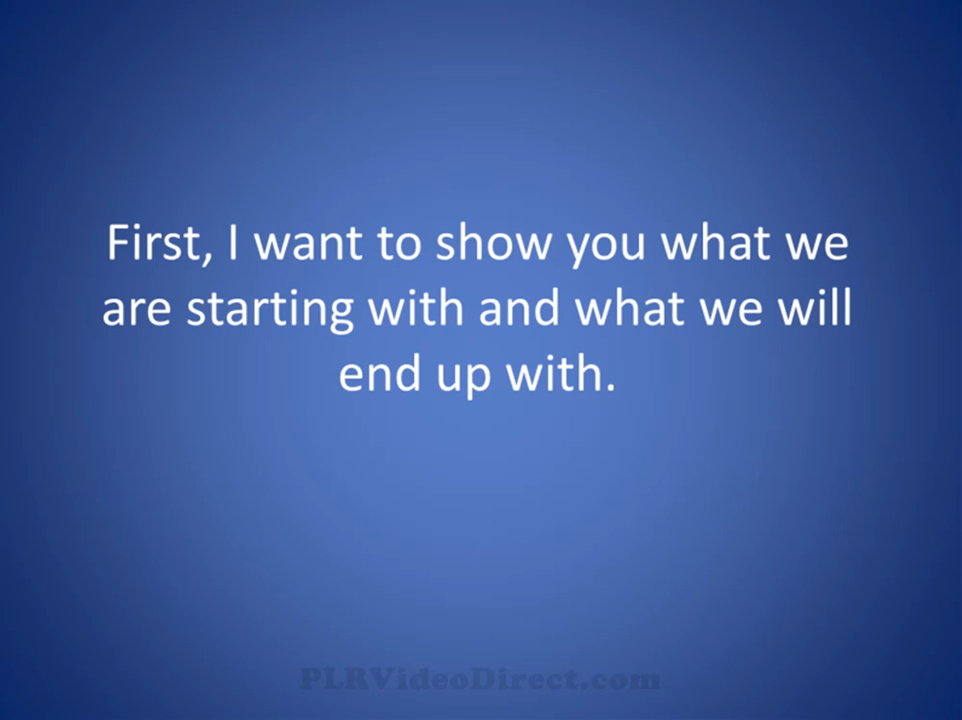 First, I want to show you what we
are starting with and what we will
end up with.
PLRVideoDirect.com